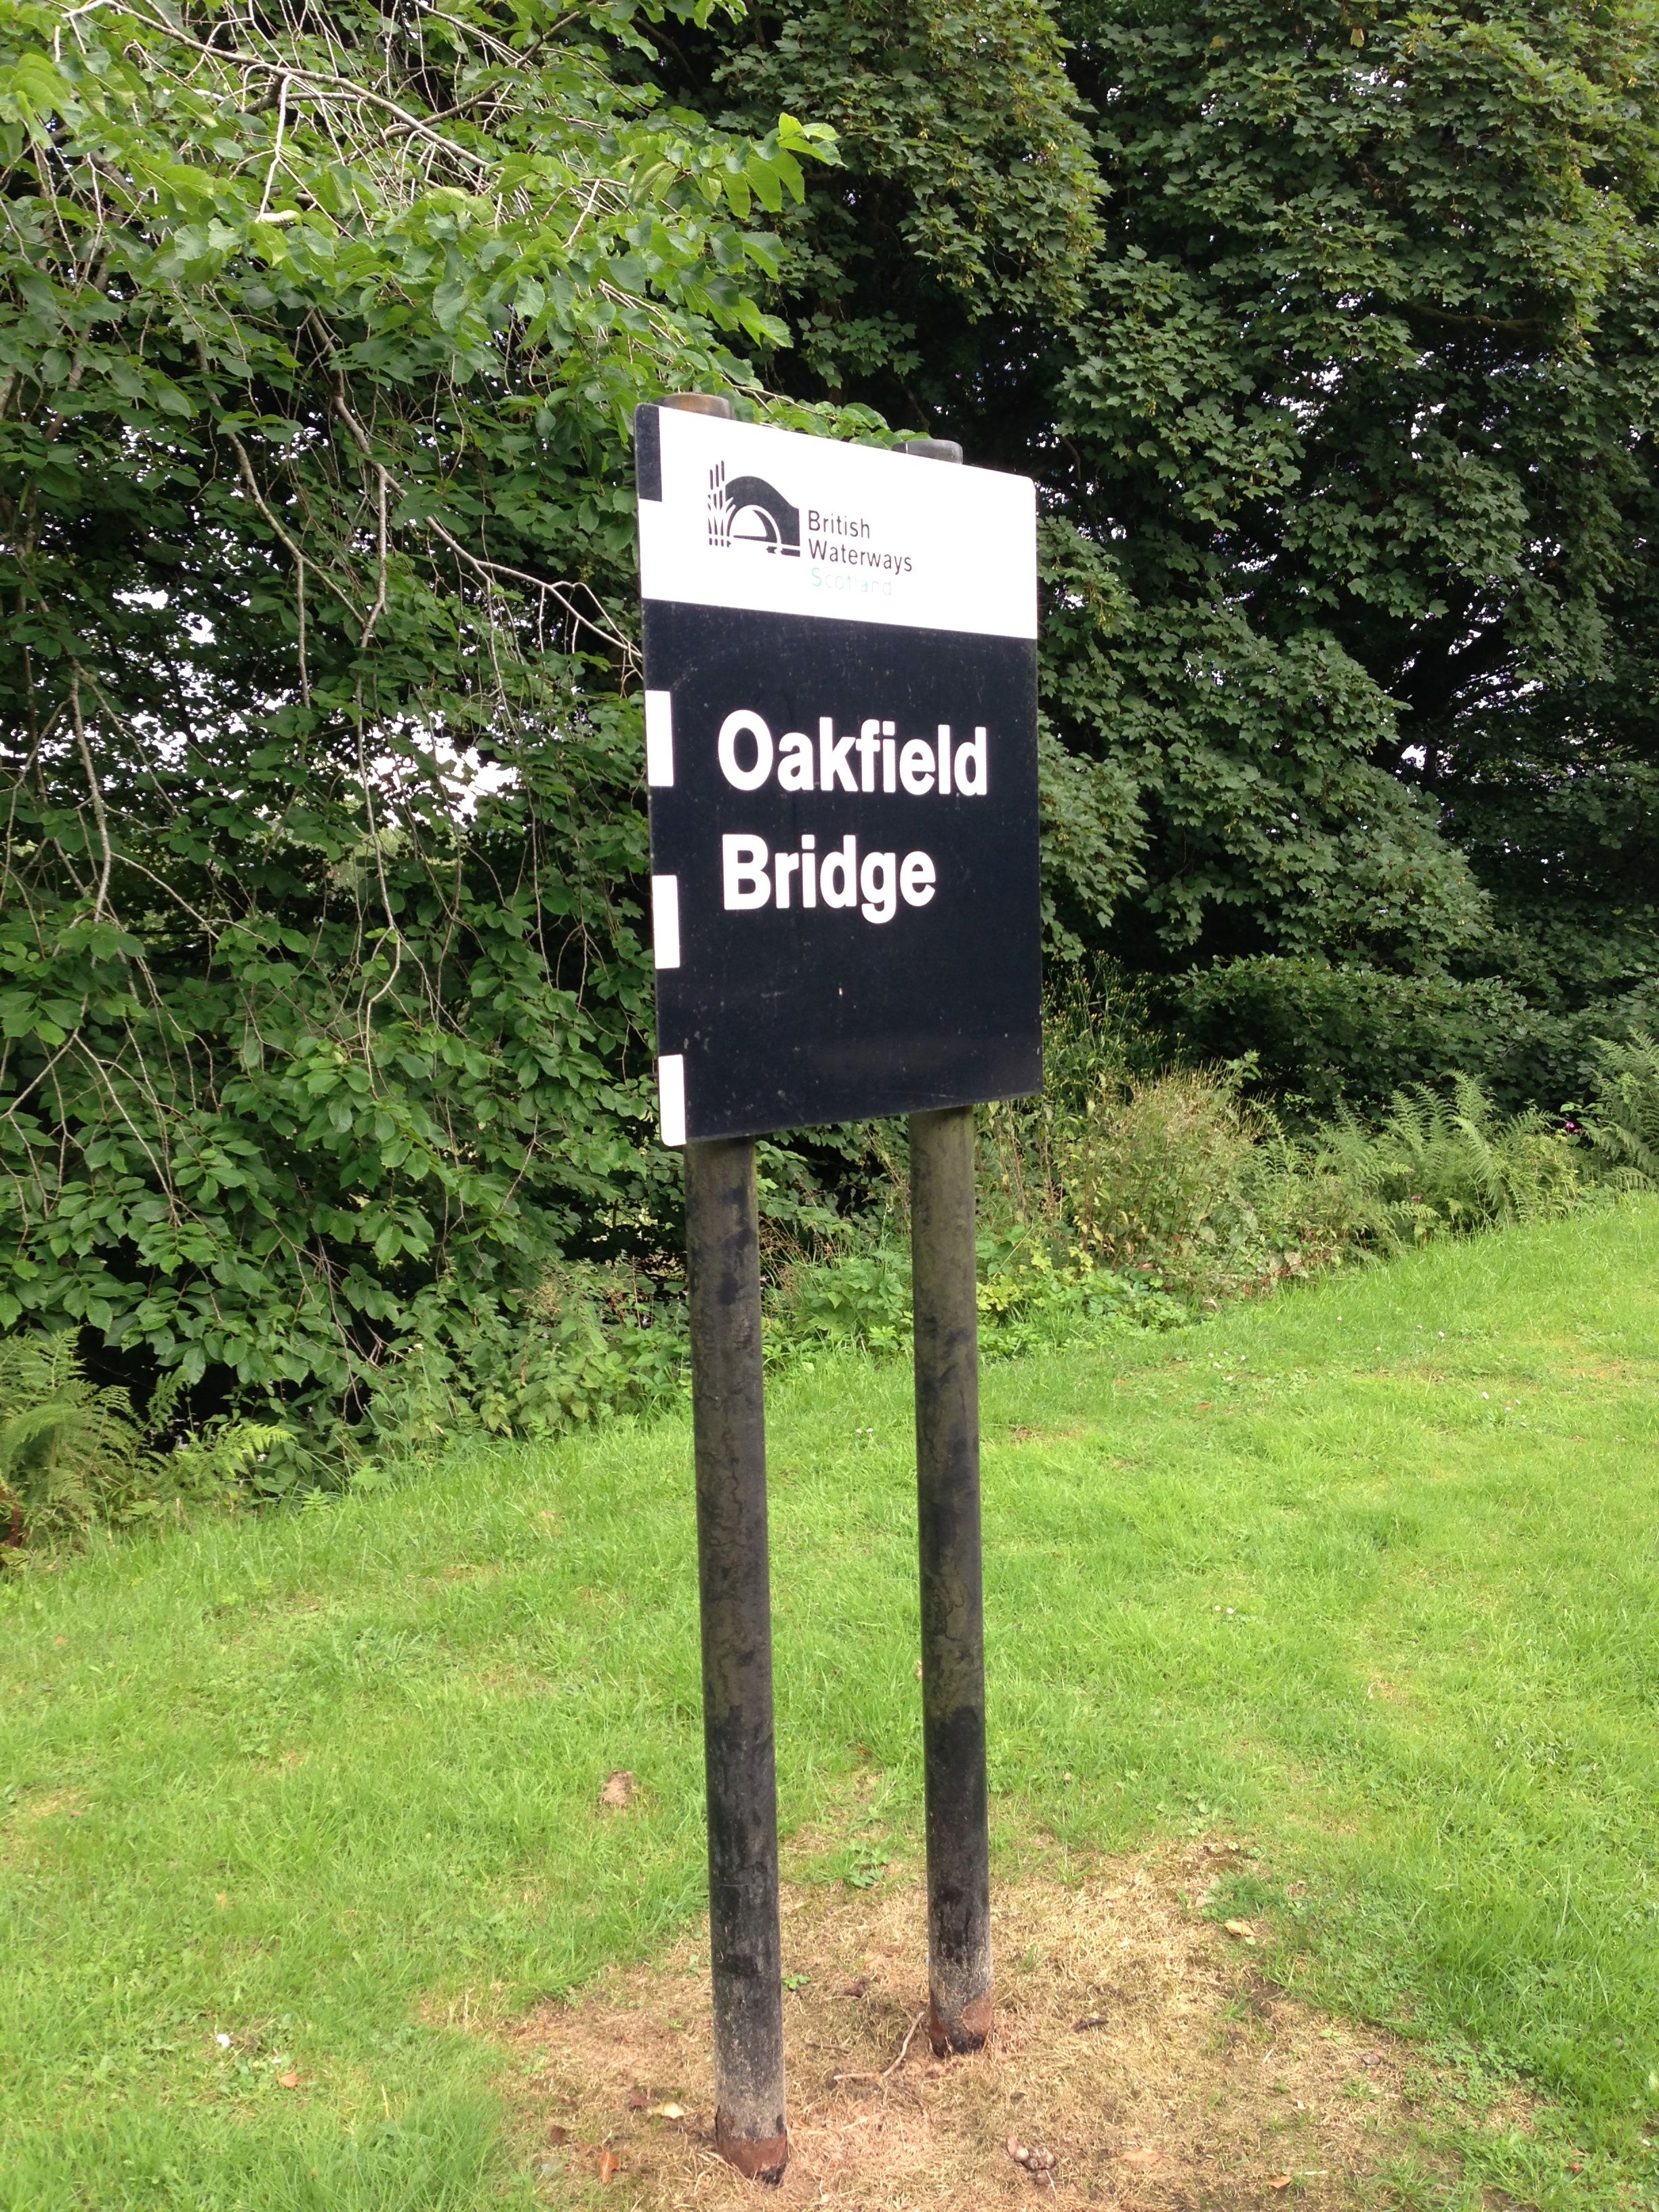 British
Waterways
Scotland
Oakfield
Bridge